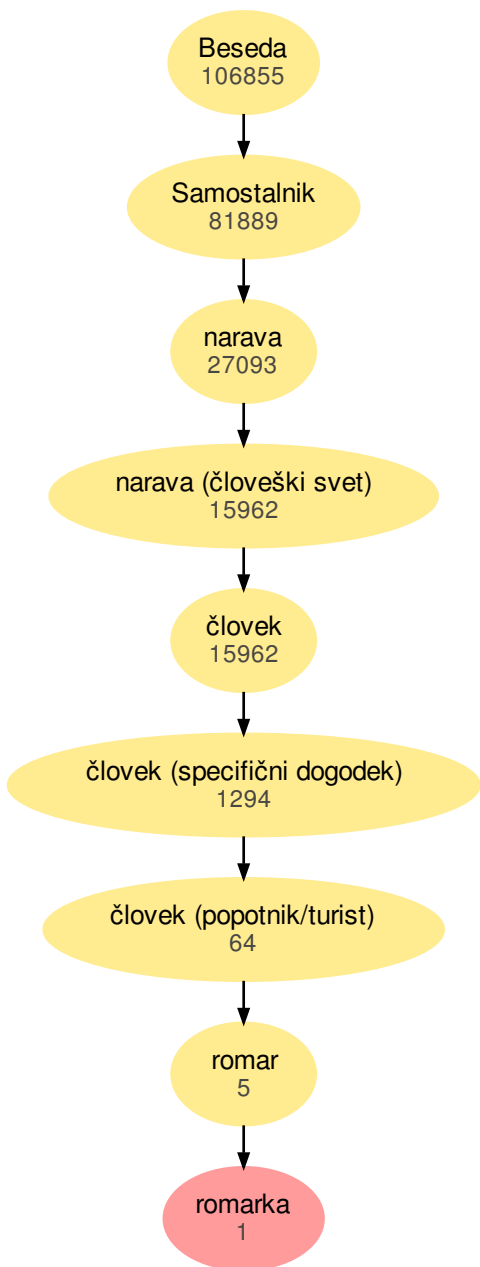 Beseda
106855
Samostalnik
81889
narava
27093
narava (človeški svet)
15962
človek
15962
človek (specifični dogodek)
1294
človek (popotnik/turist)
64
romar
5
romarka
1